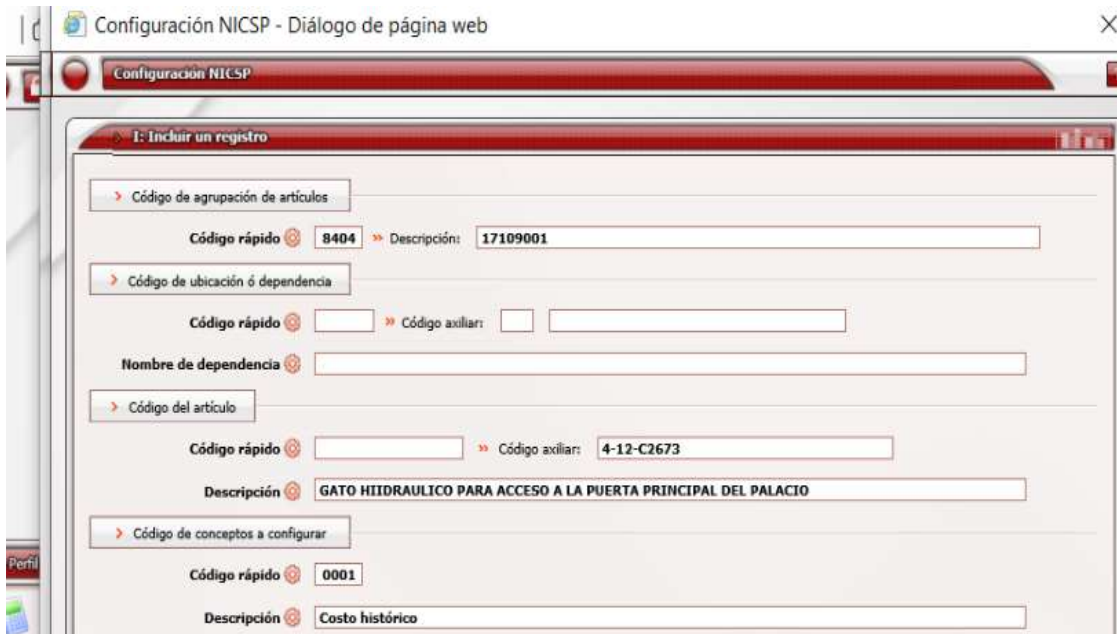 Configuración NICSP - Diálogo de página web
Configuración NICSP
I: Incluir un registro
Código de agrupación de artículos
Código rápido 8404 Descripción: 17109001
Código de ubicación ó dependencia
Código rápido Código axiliar:
Nombre de dependencia
Código del artículo
Código rápido Código axiliar: 4-12-C2673
Descripción GATO HIIDRAULICO PARA ACCESO A LA PUERTA PRINCIPAL DEL PALACIO
Código de conceptos a configurar
Perfil
Código rápido 0001
Descripción Costo histórico